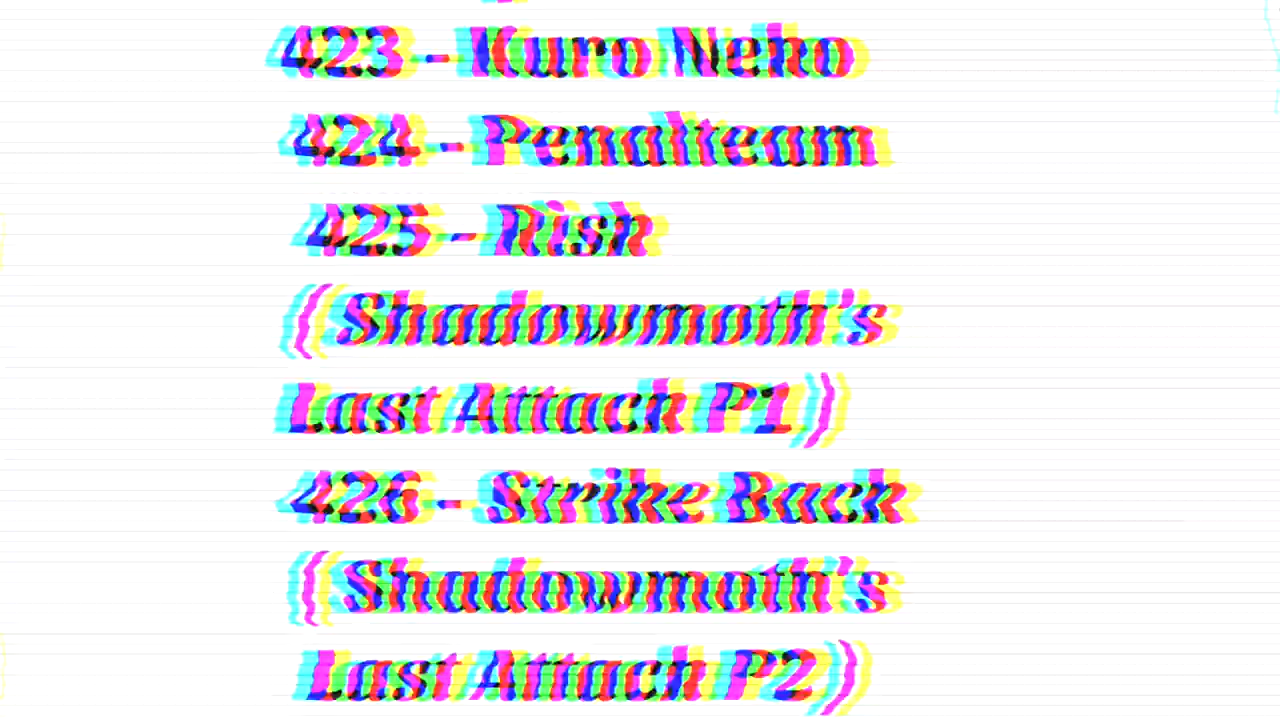 423 - Kuro Neko
424 - Penalteam
425 - Risk
((Shadowmoth's
Last Attack P1))
426 - Strike Back
((Shadowmoth's
Last Attack P2))